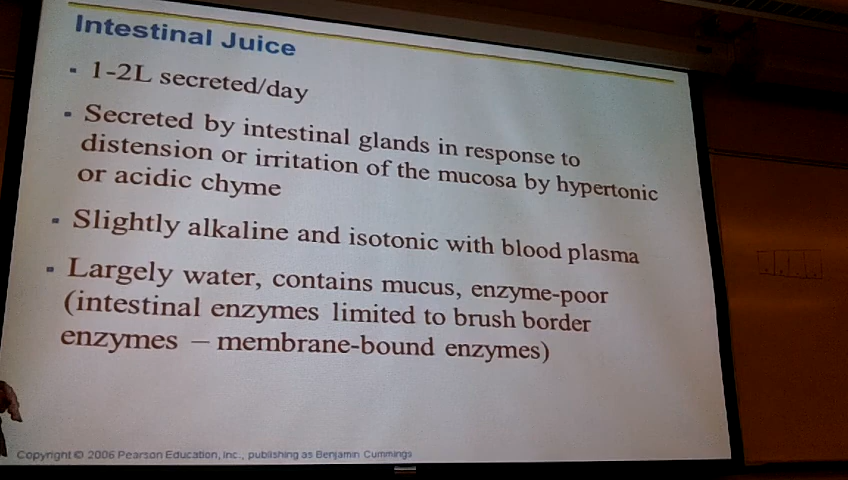 Intestinal Juice
▪ 1-2L secreted/day
▪ Secreted by intestinal glands in response to
distension or irritation of the mucosa by hypertonic
or acidic chyme
▪ Slightly alkaline and isotonic with blood plasma
▪ Largely water, contains mucus, enzyme-poor
(intestinal enzymes limited to brush border
enzymes – membrane-bound enzymes)
Copyright © 2006 Pearson Education, Inc., publishing as Benjamin Cummings